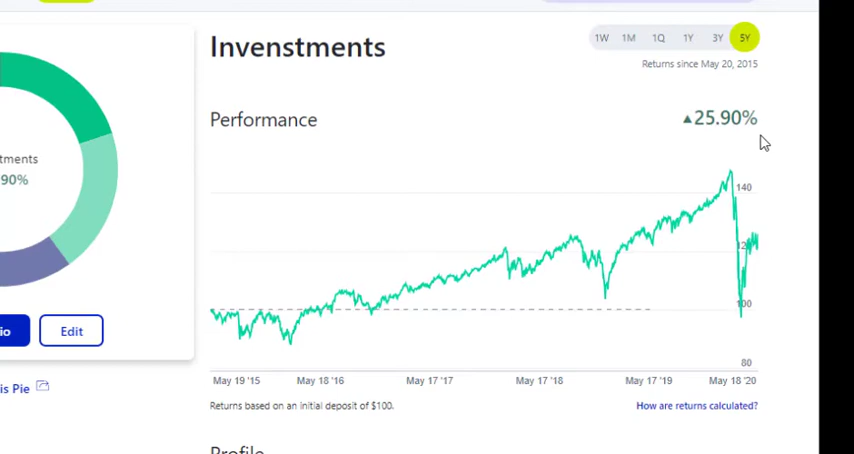 Invenstments
1W 1M 1Q 1Y 3Y 5Y
Returns since May 20, 2015
Performance
▲25.90%
tments
90%
140
100
80
May 19 '15 May 18 '16 May 17 '17 May 17 '18 May 17 '19 May 18 '20
io
Edit
is Pie
Returns based on an initial deposit of $100.
How are returns calculated?
Profile